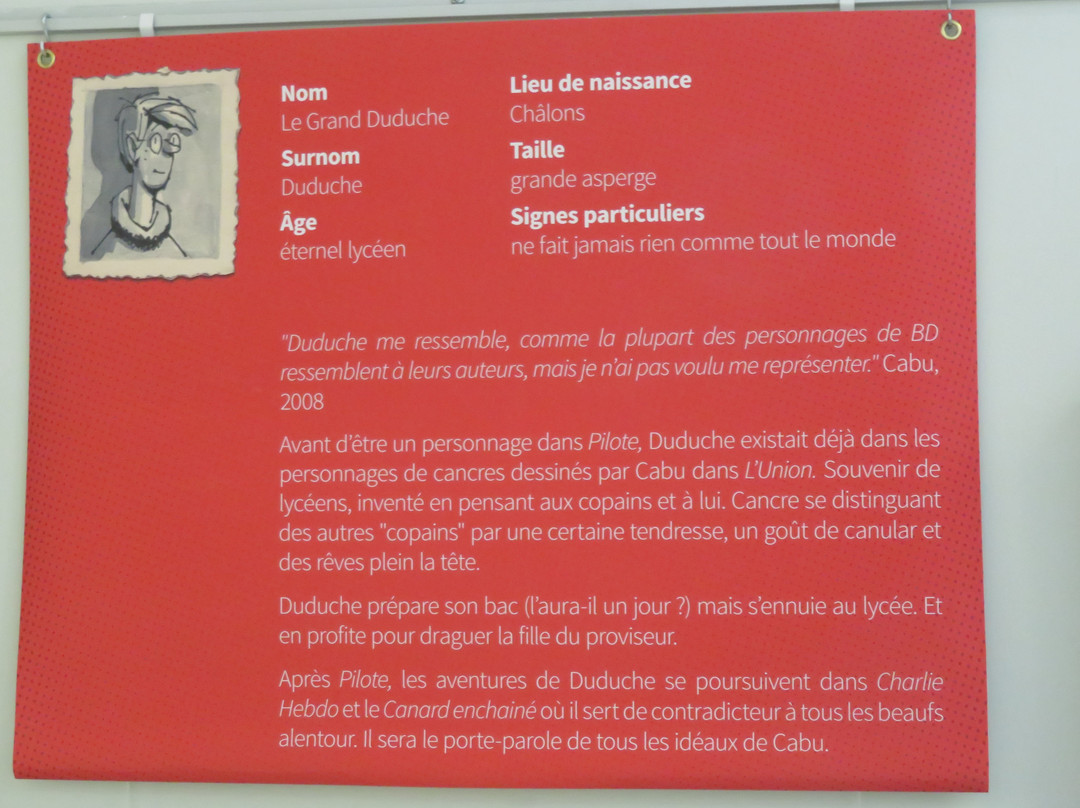 Nom
Le Grand Duduche
Surnom
Duduche
Âge
éternel lycéen
Lieu de naissance
Châlons
Taille
grande asperge
Signes particuliers
ne fait jamais rien comme tout le monde
"Duduche me ressemble, comme la plupart des personnages de BD
ressemblent à leurs auteurs, mais je n'ai pas voulu me représenter." Cabu,
2008
Avant d'être un personnage dans Pilote, Duduche existait déjà dans les
personnages de cancres dessinés par Cabu dans L'Union. Souvenir de
lycéens, inventé en pensant aux copains et à lui. Cancre se distinguant
des autres "copains" par une certaine tendresse, un goût de canular et
des rêves plein la tête.
Duduche prépare son bac (l'aura-il un jour ?) mais s'ennuie au lycée. Et
en profite pour draguer la fille du proviseur.
Après Pilote, les aventures de Duduche se poursuivent dans Charlie
Hebdo et le Canard enchainé où il sert de contradicteur à tous les beaufs
alentour. Il sera le porte-parole de tous les idéaux de Cabu.